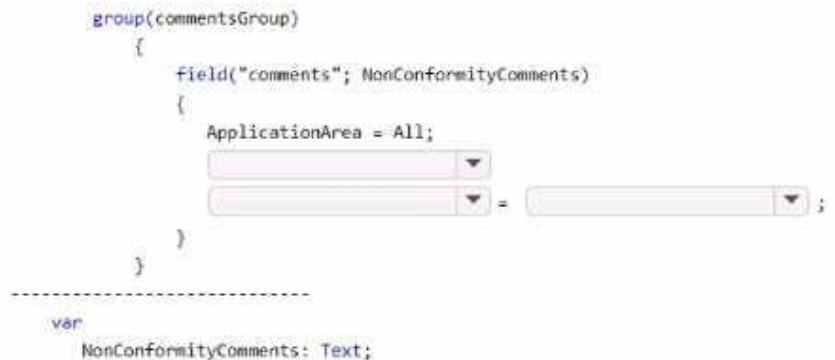 group(commentsGroup)
{
field("comments"; NonConformityComments)
{
ApplicationArea = All;
= ;
}
}
------------------------------
var
NonConformityComments: Text;